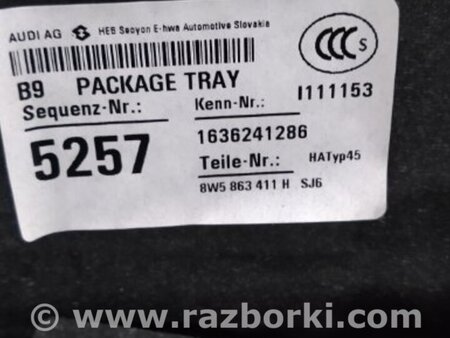 AUDI AG HEB Seoyon E-hwa Automotive Slovakia
CCC S
B9 PACKAGE TRAY I111153
Sequenz-Nr.: Kenn-Nr.:
5257 1636241286
Teile-Nr.: HATyp45
8W5 863 411 H SJ6
© www.razborki.com